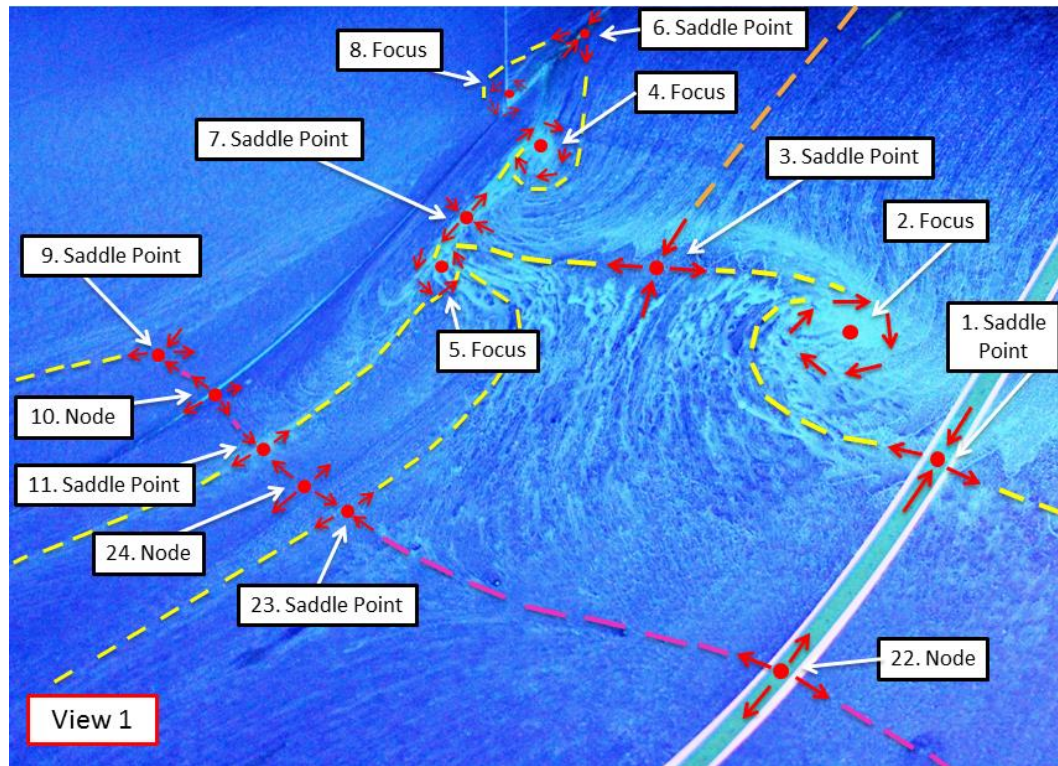 6. Saddle Point
8. Focus
4. Focus
7. Saddle Point
3. Saddle Point
2. Focus
9. Saddle Point
1. Saddle
Point
5. Focus
10. Node
11. Saddle Point
24. Node
23. Saddle Point
22. Node
View 1